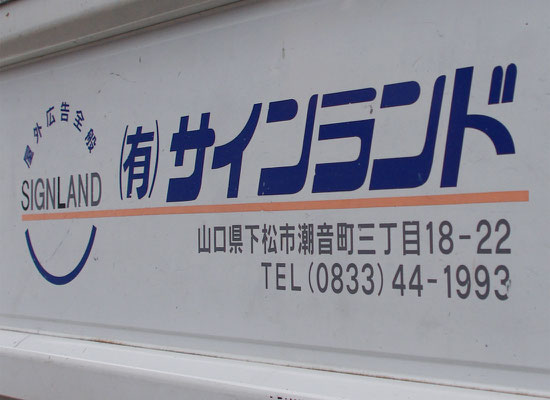 屋外広告全般
SIGNLAND
(有)サインランド
山口県下松市潮音町三丁目18-22
TEL(0833)44-1993